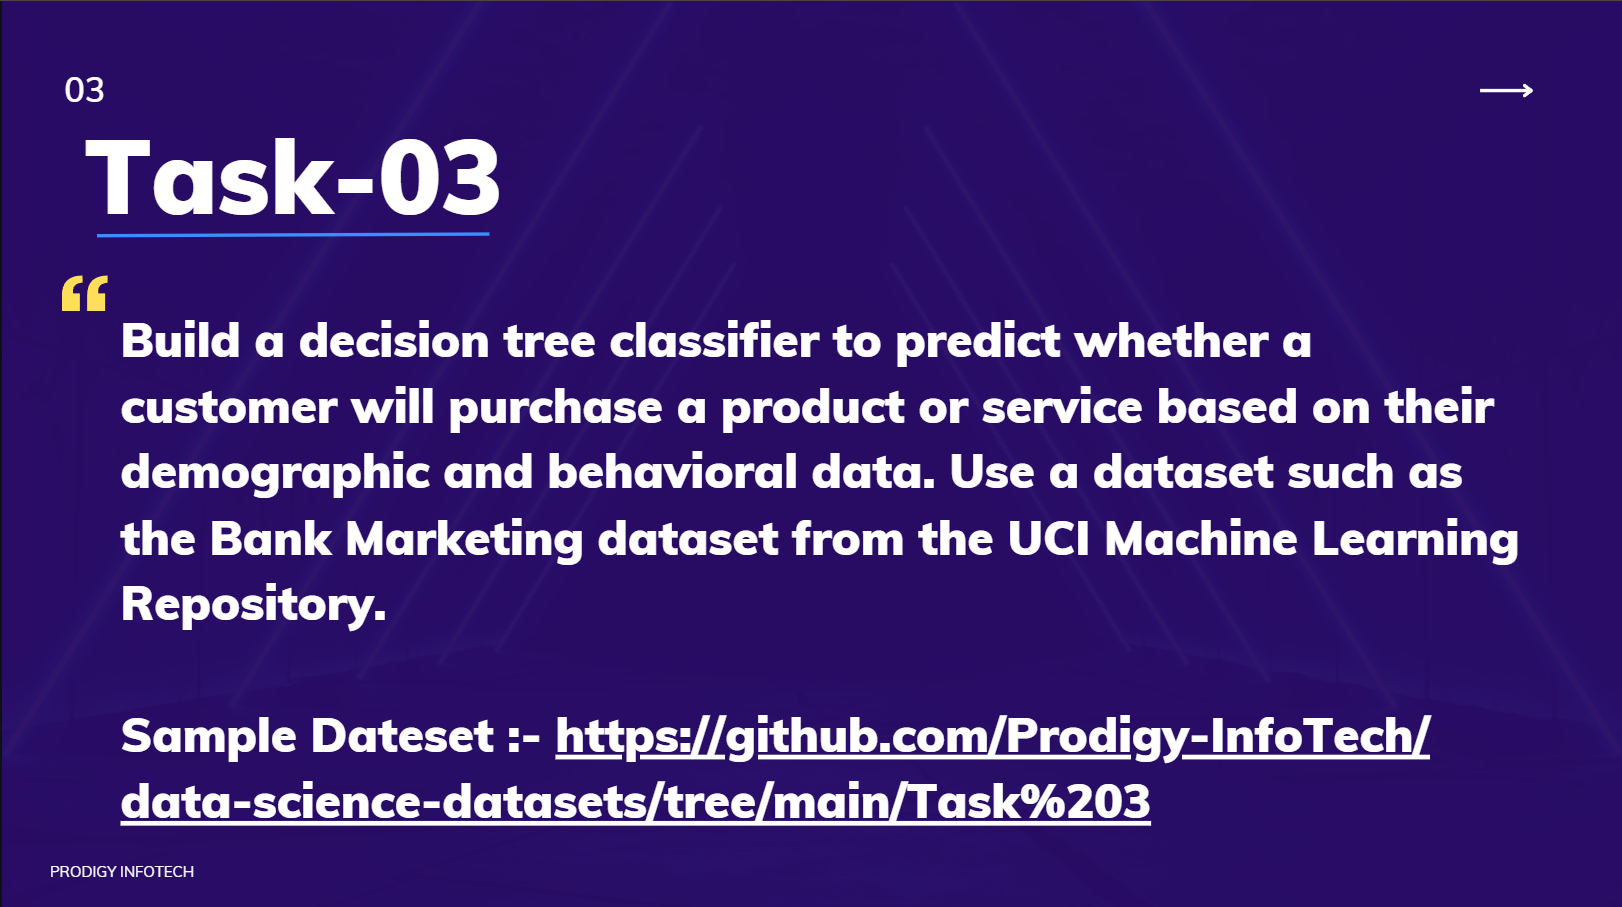 03
Task-03
“
Build a decision tree classifier to predict whether a
customer will purchase a product or service based on their
demographic and behavioral data. Use a dataset such as
the Bank Marketing dataset from the UCI Machine Learning
Repository.
Sample Dateset :- https://github.com/Prodigy-InfoTech/
data-science-datasets/tree/main/Task%203
PRODIGY INFOTECH